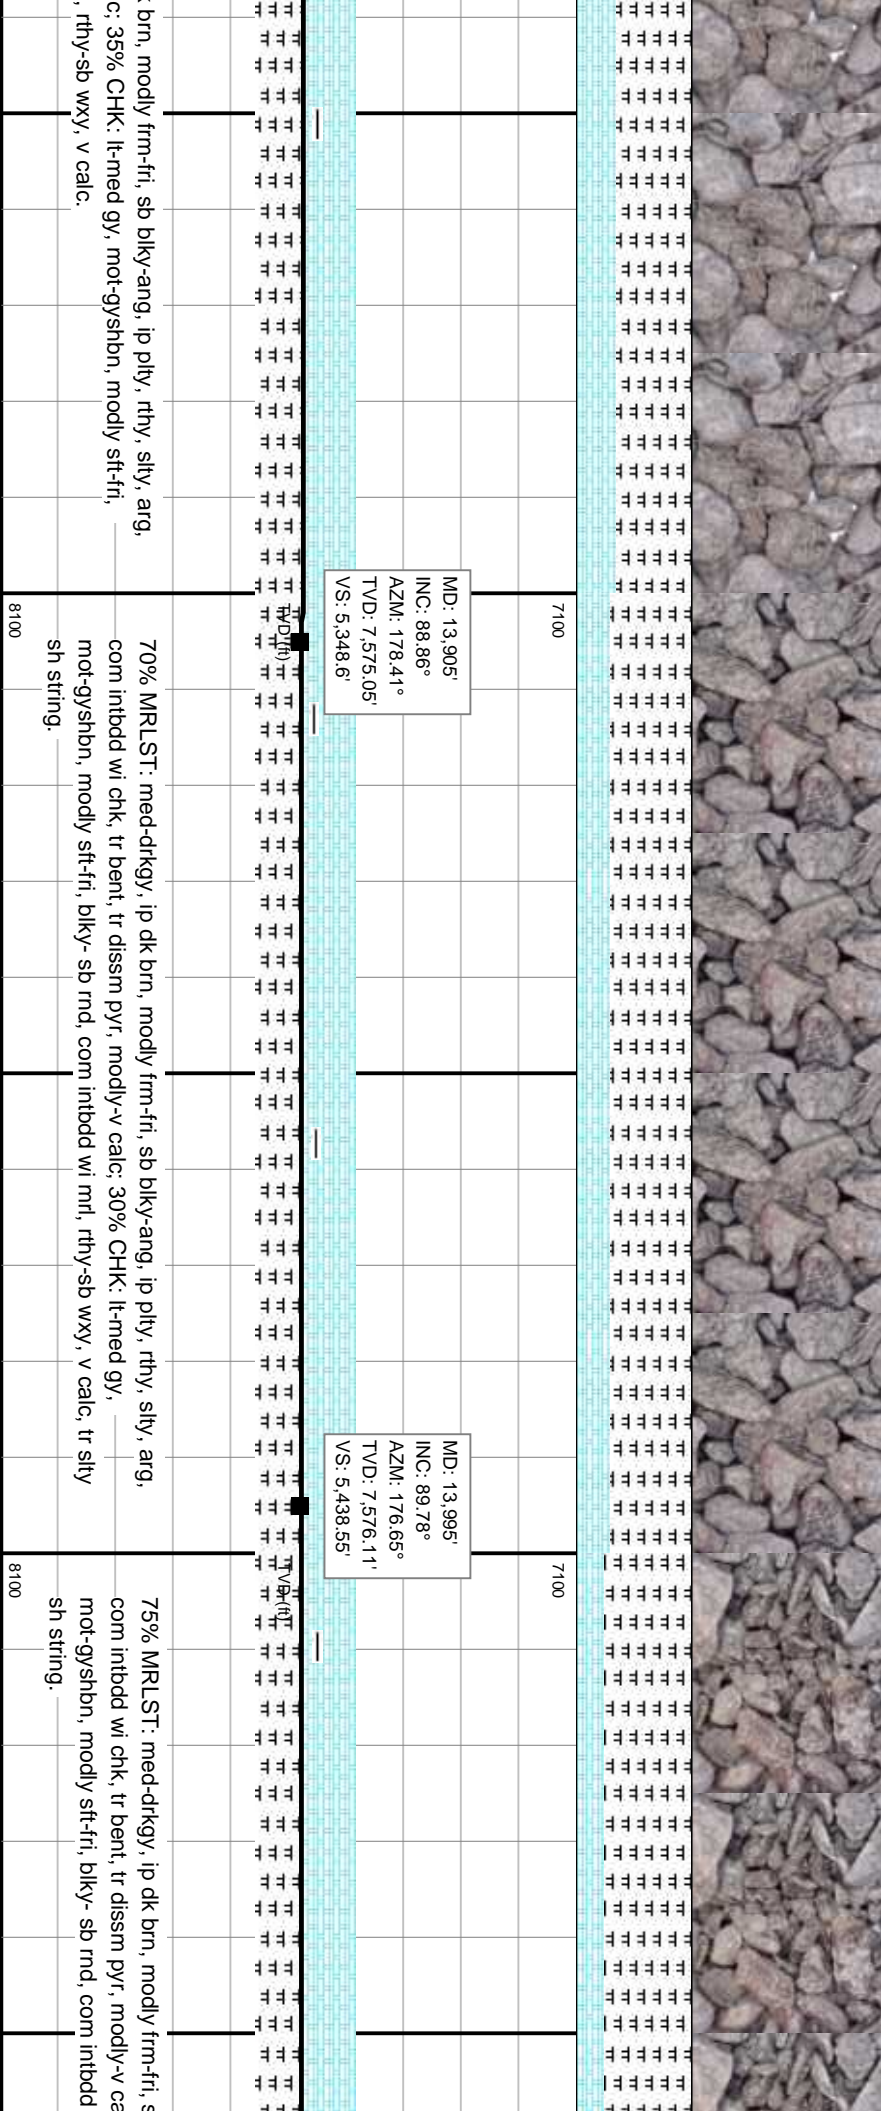 k brn, modly frm-fri, sb blky-ang, ip plty, rthy, slty, arg,
c; 35% CHK: lt-med gy, mot-gyshbn, modly sft-fri,
, rthy-sb wxy, v calc.
7100
MD: 13,905'
INC: 88.86°
AZM: 178.41°
TVD: 7,575.05'
VS: 5,348.6'
TVD (ft)
8100
70% MRLST: med-drkgy, ip dk brn, modly frm-fri, sb blky-ang, ip plty, rthy, slty, arg,
com intbdd wi chk, tr bent, tr dissm pyr, modly-v calc; 30% CHK: lt-med gy,
mot-gyshbn, modly sft-fri, blky- sb rnd, com intbdd wi mrl, rthy-sb wxy, v calc, tr slty
sh string.
7100
MD: 13,995'
INC: 89.78°
AZM: 176.65°
TVD: 7,576.11'
VS: 5,438.55'
TVD (ft)
8100
75% MRLST: med-drkgy, ip dk brn, modly frm-fri, s
com intbdd wi chk, tr bent, tr dissm pyr, modly-v ca
mot-gyshbn, modly sft-fri, blky- sb rnd, com intbdd
sh string.